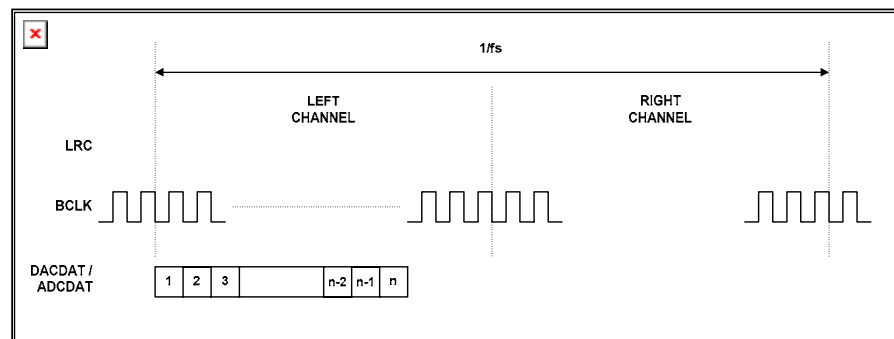 1/fs
LEFT
CHANNEL
RIGHT
CHANNEL
LRC
BCLK
DACDAT /
ADCDAT
1 2 3 n-2 n-1 n